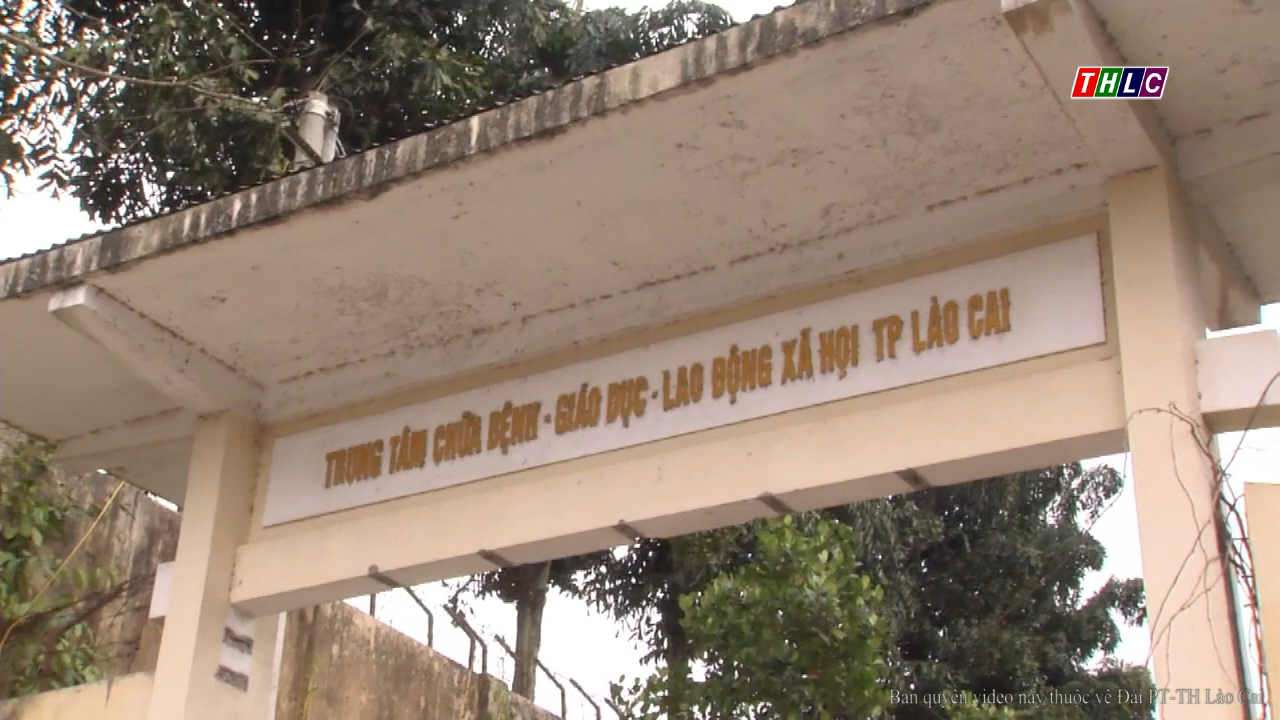 THLC
TRUNG TÂM CHỮA BỆNH - GIÁO DỤC - LAO ĐỘNG XÃ HỘI TP LÀO CAI
Bản quyền video này thuộc về Đài PT-TH Lào Cai